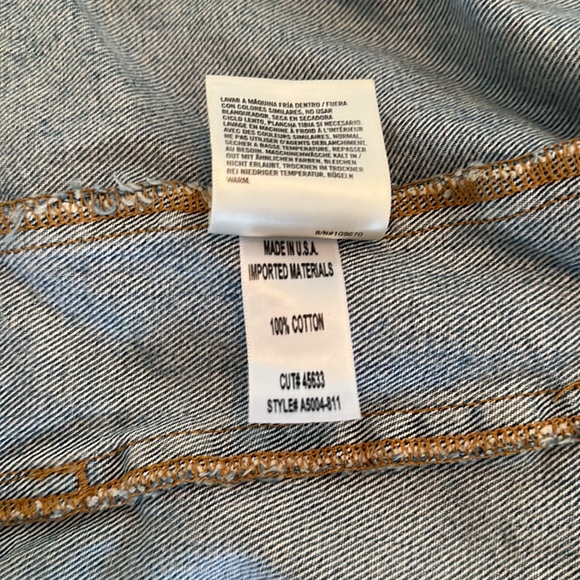 LAVAR A MÁQUINA FRÍA DENTRO / FUERA
CON COLORES SIMILARES, NO USAR
BLANQUEADOR, SECA EN SECADORA
CICLO LENTO, PLANCHA TIBIA SI NECESARIO.
LAVAGE EN MACHINE À FROID À L'INTÉRIEUR
AVEC DES COULEURS SIMILAIRES, NORMAL,
NE PAS UTILISER D'AGENTS DEBLANCHIMENT,
SÉCHER À BASSE TEMPERATURE, REPASSER
AU BESOIN. MASCHINENWÄSCHE KALT IN /
OUT MIT ÄHNLICHEN FARBEN, BLEICHEN
NICHT ERLAUBT, TROCKNEN IM TROCKNER
BEI NIEDRIGER TEMPERATUR, BÜGELN
WARM.
R/N#109670
MADE IN U.S.A.
IMPORTED MATERIALS
100% COTTON
CUT# 45633
STYLE# A5004-811